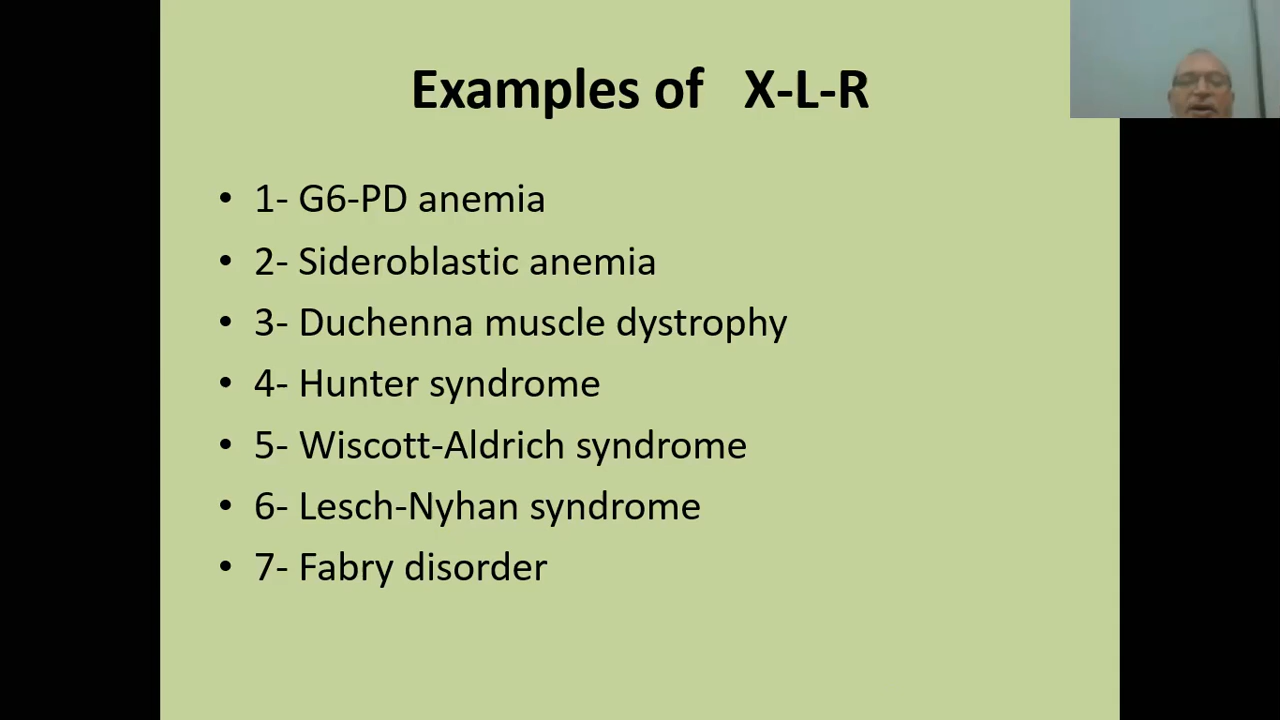 Examples of X-L-R
• 1- G6-PD anemia
• 2- Sideroblastic anemia
• 3- Duchenna muscle dystrophy
• 4- Hunter syndrome
• 5- Wiscott-Aldrich syndrome
• 6- Lesch-Nyhan syndrome
• 7- Fabry disorder